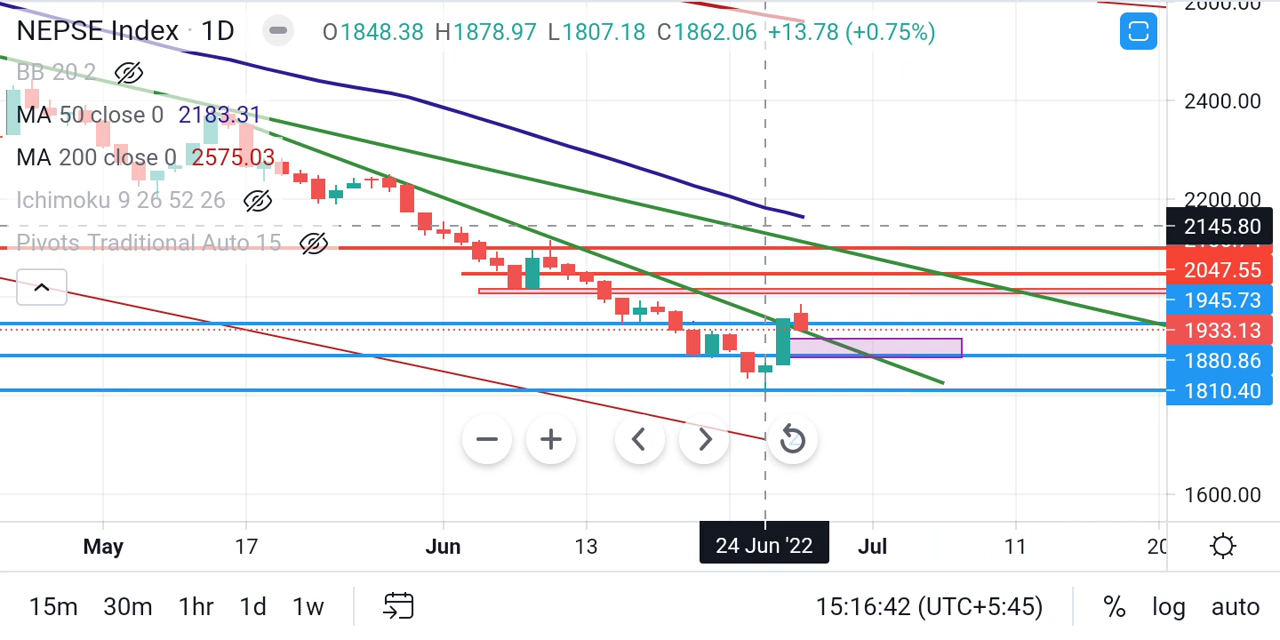 NEPSE Index · 1D O1848.38 H1878.97 L1807.18 C1862.06 +13.78 (+0.75%)
BB 20 2
MA 50 close 0 2183.31
MA 200 close 0 2575.03
Ichimoku 9 26 52 26
Pivots Traditional Auto 15
2600.00
2400.00
2200.00
2145.80
2047.55
1945.73
1933.13
1880.86
1810.40
1600.00
May 17 Jun 13 24 Jun '22 Jul 11 20
15m 30m 1hr 1d 1w 15:16:42 (UTC+5:45) % log auto